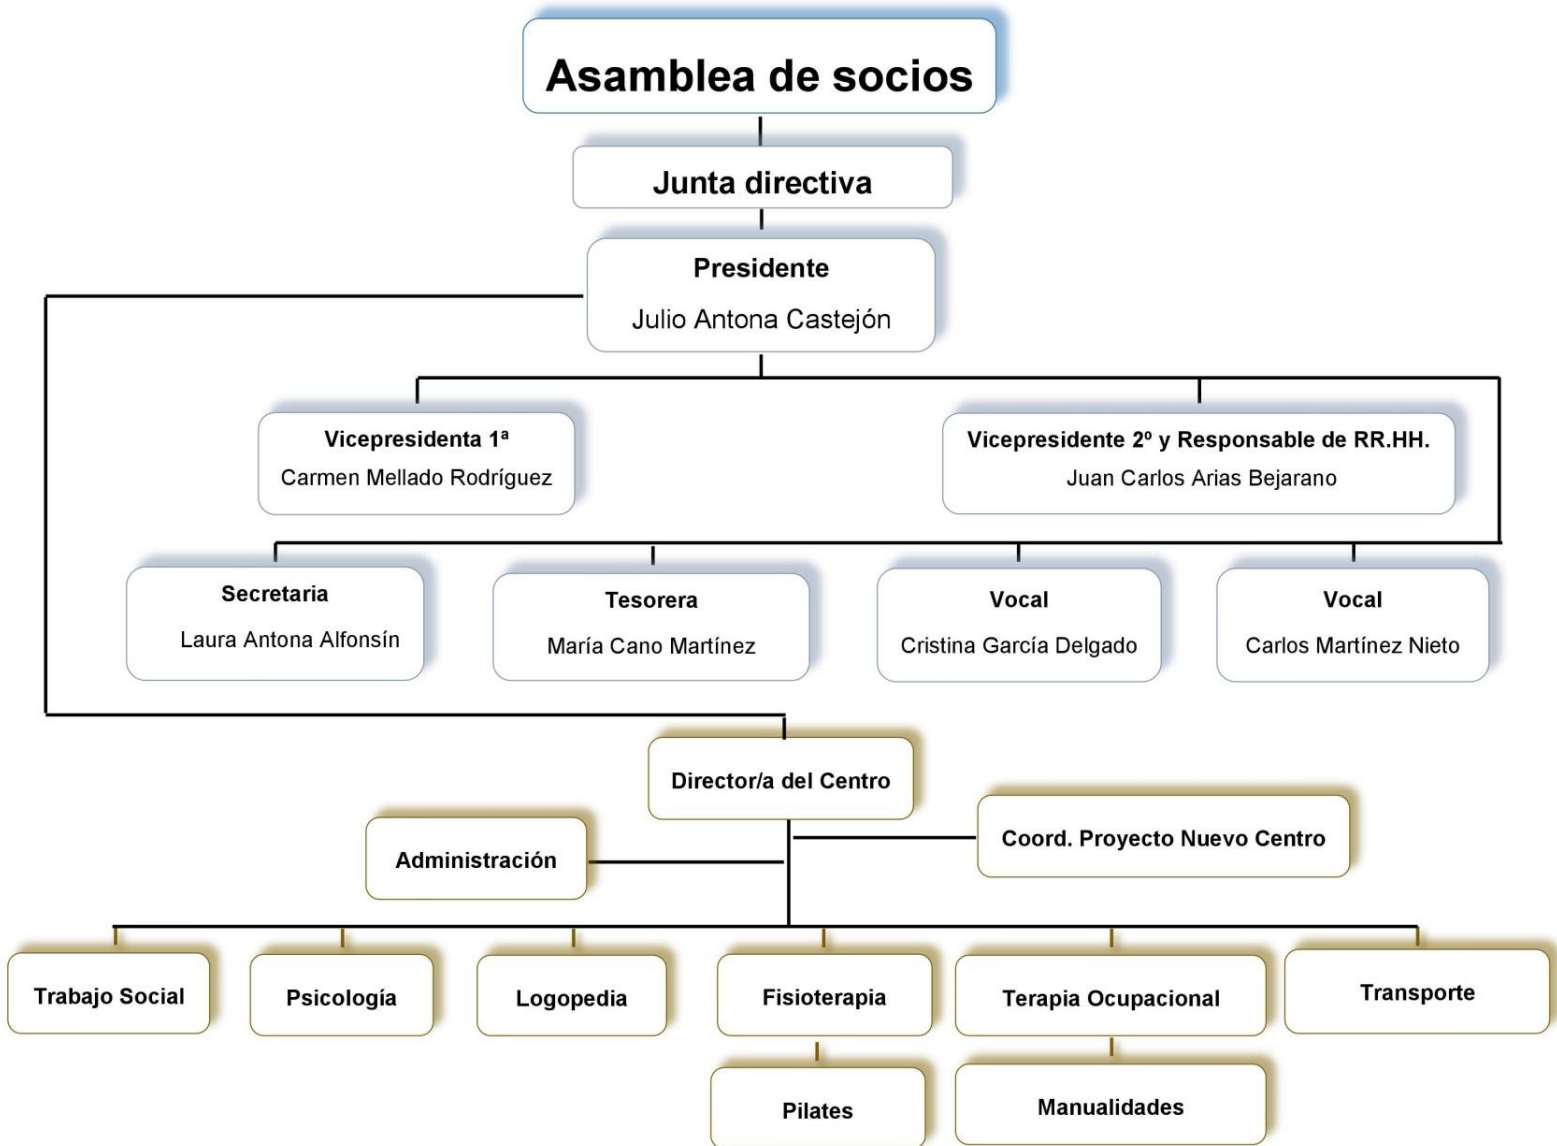 Asamblea de socios
Junta directiva
Presidente
Julio Antona Castejón
Vicepresidenta 1ª
Carmen Mellado Rodríguez
Vicepresidente 2º y Responsable de RR.HH.
Juan Carlos Arias Bejarano
Secretaria
Laura Antona Alfonsín
Tesorera
María Cano Martínez
Vocal
Cristina García Delgado
Vocal
Carlos Martínez Nieto
Director/a del Centro
Coord. Proyecto Nuevo Centro
Administración
Trabajo Social
Psicología
Logopedia
Fisioterapia
Terapia Ocupacional
Transporte
Pilates
Manualidades